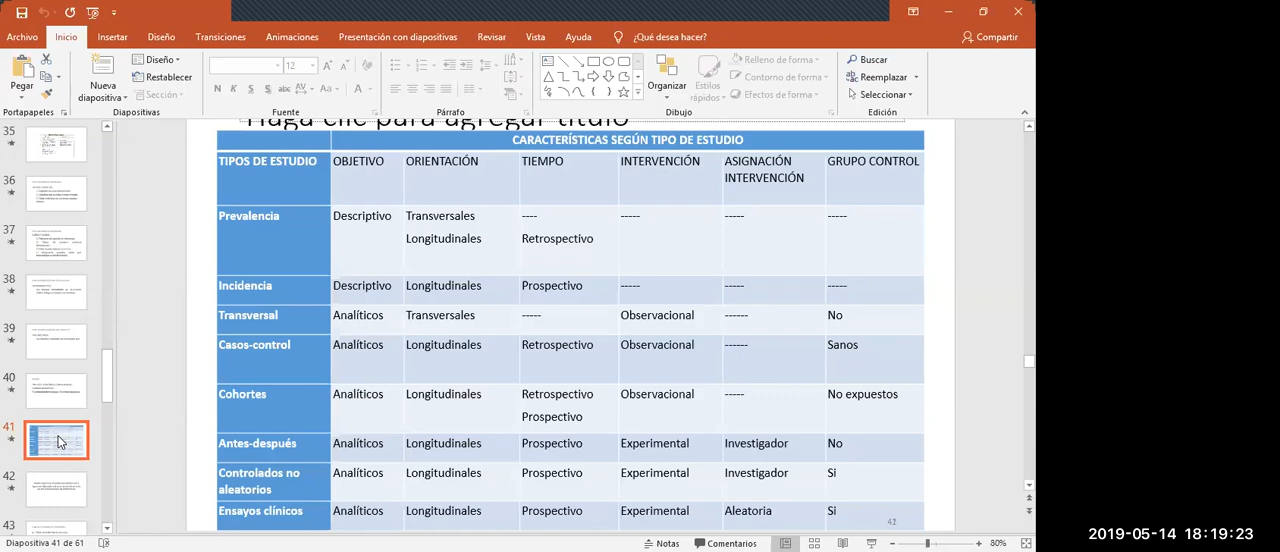 Archivo Inicio Insertar Diseño Transiciones Animaciones Presentación con diapositivas Revisar Vista Ayuda ¿Qué desea hacer? Compartir
Pegar
Nueva diapositiva
Diseño
Restablecer
Sección
12
N K S S abc AV Aa A
Organizar
Estilos rápidos
Relleno de forma
Contorno de forma
Efectos de forma
Buscar
Reemplazar
Seleccionar
Portapapeles Diapositivas Fuente Párrafo Dibujo Edición
35
36
37
38
39
40
41
42
43
Haga clic para agregar título
CARACTERÍSTICAS SEGÚN TIPO DE ESTUDIO
TIPOS DE ESTUDIO OBJETIVO ORIENTACIÓN TIEMPO INTERVENCIÓN ASIGNACIÓN GRUPO CONTROL
INTERVENCIÓN
Prevalencia Descriptivo Transversales ---- ----- ----- -----
Longitudinales Retrospectivo
Incidencia Descriptivo Longitudinales Prospectivo ----- ----- -----
Transversal Analíticos Transversales ----- Observacional ------ No
Casos-control Analíticos Longitudinales Retrospectivo Observacional ------ Sanos
Cohortes Analíticos Longitudinales Retrospectivo Observacional ----- No expuestos
Prospectivo
Antes-después Analíticos Longitudinales Prospectivo Experimental Investigador No
Controlados no Analíticos Longitudinales Prospectivo Experimental Investigador Si
aleatorios
Ensayos clínicos Analíticos Longitudinales Prospectivo Experimental Aleatoria Si
42
Diapositiva 41 de 61 Notas Comentarios 80%
2019-05-14 18:19:23